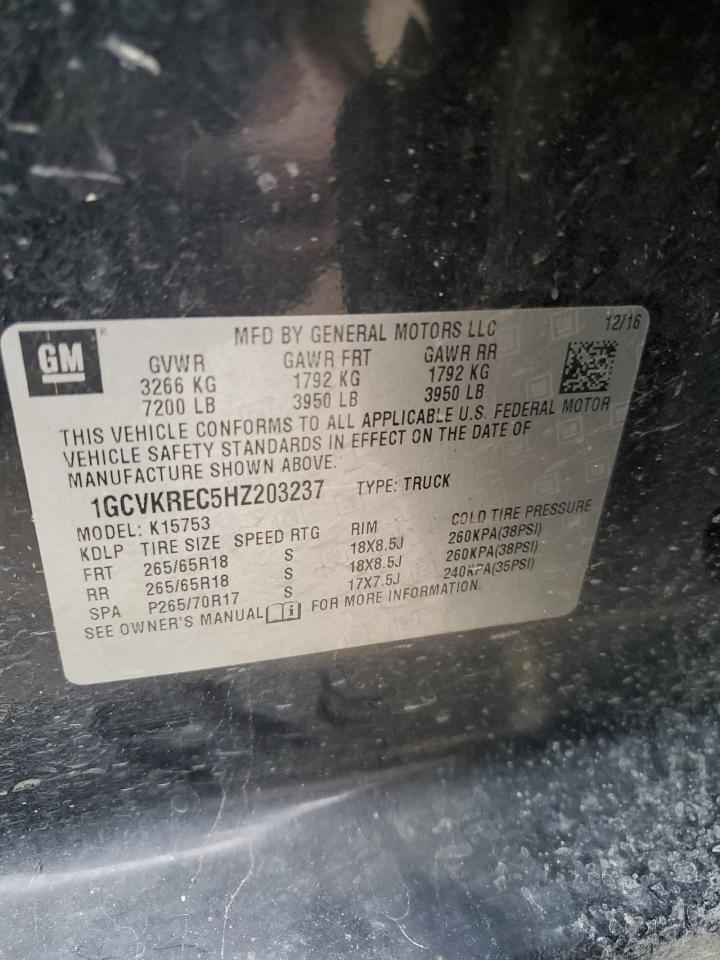 GM
MFD BY GENERAL MOTORS LLC 12/16
GVWR GAWR FRT GAWR RR
3266 KG 1792 KG 1792 KG
7200 LB 3950 LB 3950 LB
THIS VEHICLE CONFORMS TO ALL APPLICABLE U.S. FEDERAL MOTOR
VEHICLE SAFETY STANDARDS IN EFFECT ON THE DATE OF
MANUFACTURE SHOWN ABOVE.
1GCVKREC5HZ203237 TYPE: TRUCK
MODEL: K15753
KDLP TIRE SIZE SPEED RTG RIM COLD TIRE PRESSURE
FRT 265/65R18 S 18X8.5J 260KPA(38PSI)
RR 265/65R18 S 18X8.5J 260KPA(38PSI)
SPA P265/70R17 S 17X7.5J 240KPA(35PSI)
SEE OWNER'S MANUAL FOR MORE INFORMATION.